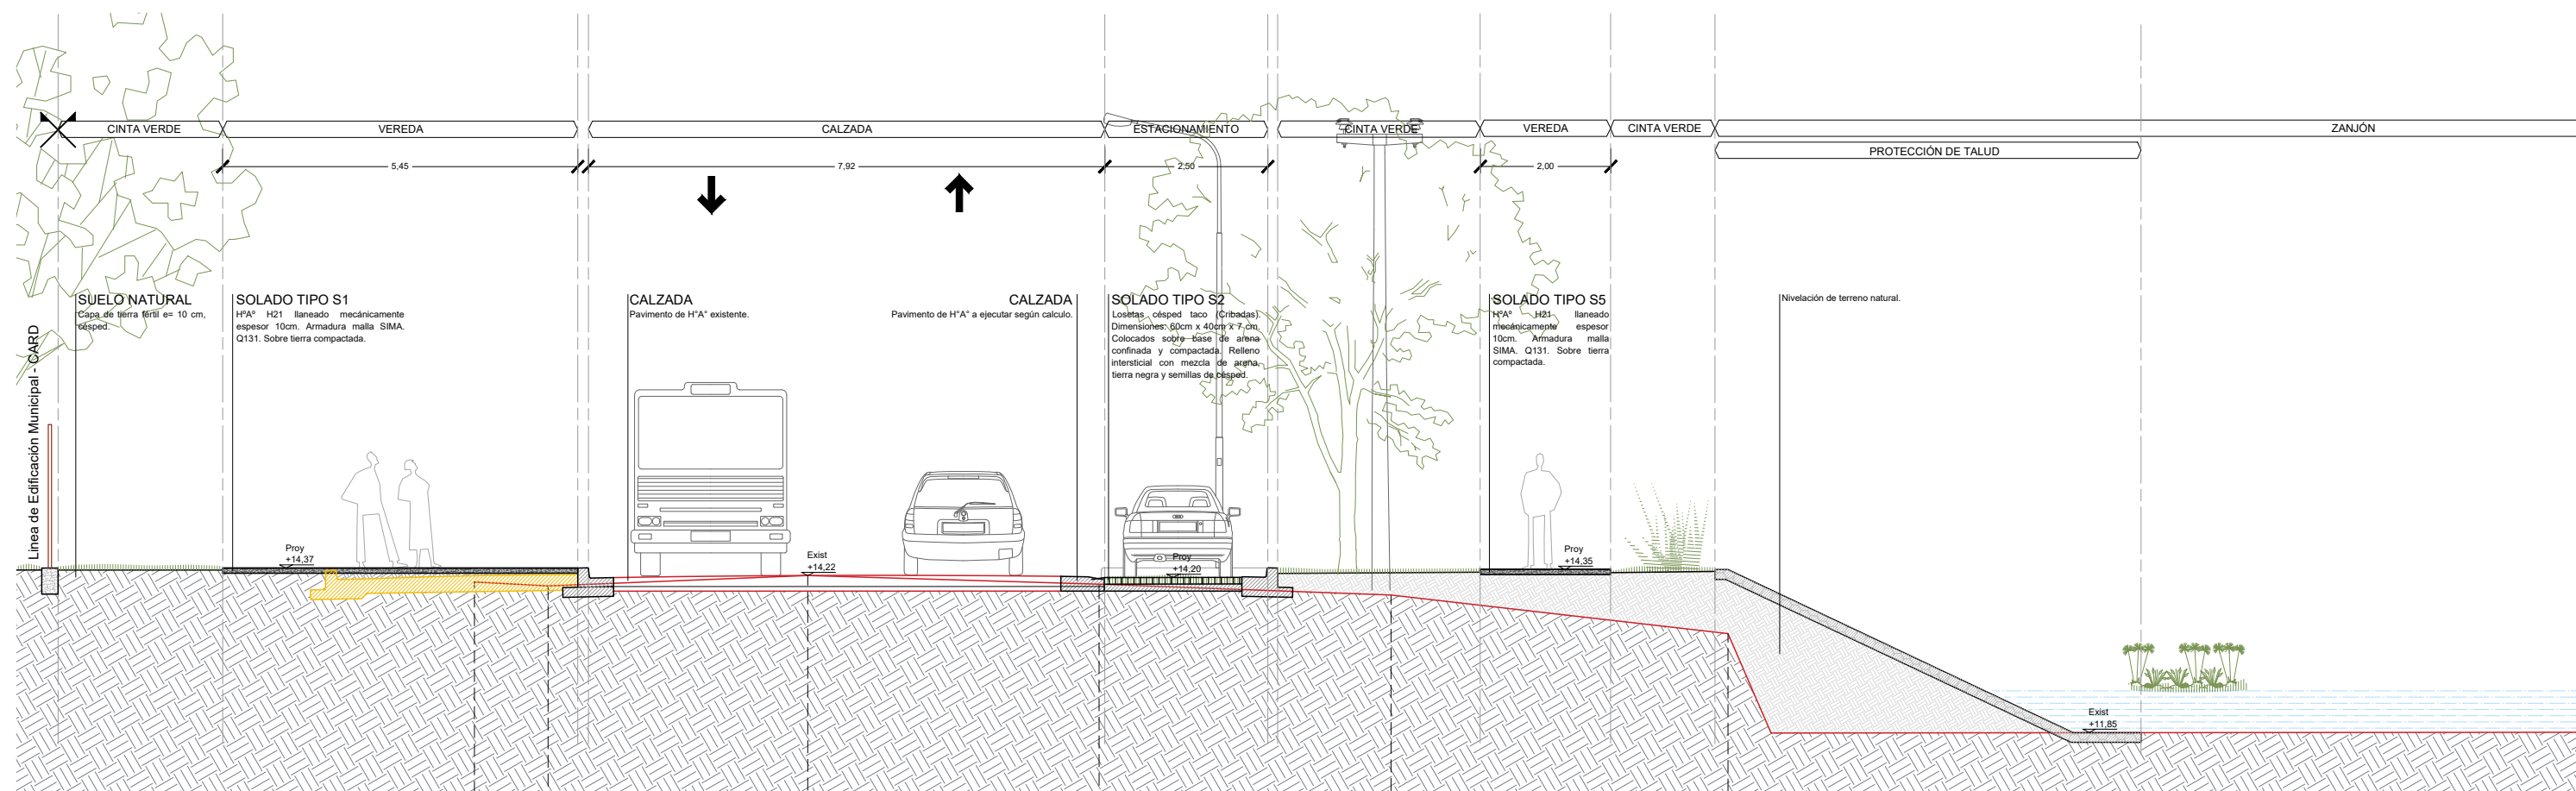 CINTA VERDE
VEREDA
CALZADA
ESTACIONAMIENTO
CINTA VERDE
VEREDA
CINTA VERDE
ZANJÓN
PROTECCIÓN DE TALUD
5,45
7,92
2,50
2,00
Linea de Edificación Municipal - CARD
SUELO NATURAL
Capa de tierra fértil e= 10 cm,
césped.
SOLADO TIPO S1
HºAº H21 llaneado mecánicamente
espesor 10cm. Armadura malla SIMA.
Q131. Sobre tierra compactada.
CALZADA
Pavimento de H°A° existente.
CALZADA
Pavimento de H°A° a ejecutar según calculo.
SOLADO TIPO S2
Losetas césped taco (Cribadas).
Dimensiones: 60cm x 40cm x 7 cm.
Colocados sobre base de arena
confinada y compactada. Relleno
intersticial con mezcla de arena,
tierra negra y semillas de césped.
SOLADO TIPO S5
HºAº H21 llaneado
mecánicamente espesor
10cm. Armadura malla
SIMA. Q131. Sobre tierra
compactada.
Nivelación de terreno natural.
Proy
+14,37
Exist
+14,22
Proy
+14,20
Proy
+14,35
Exist
+11,85